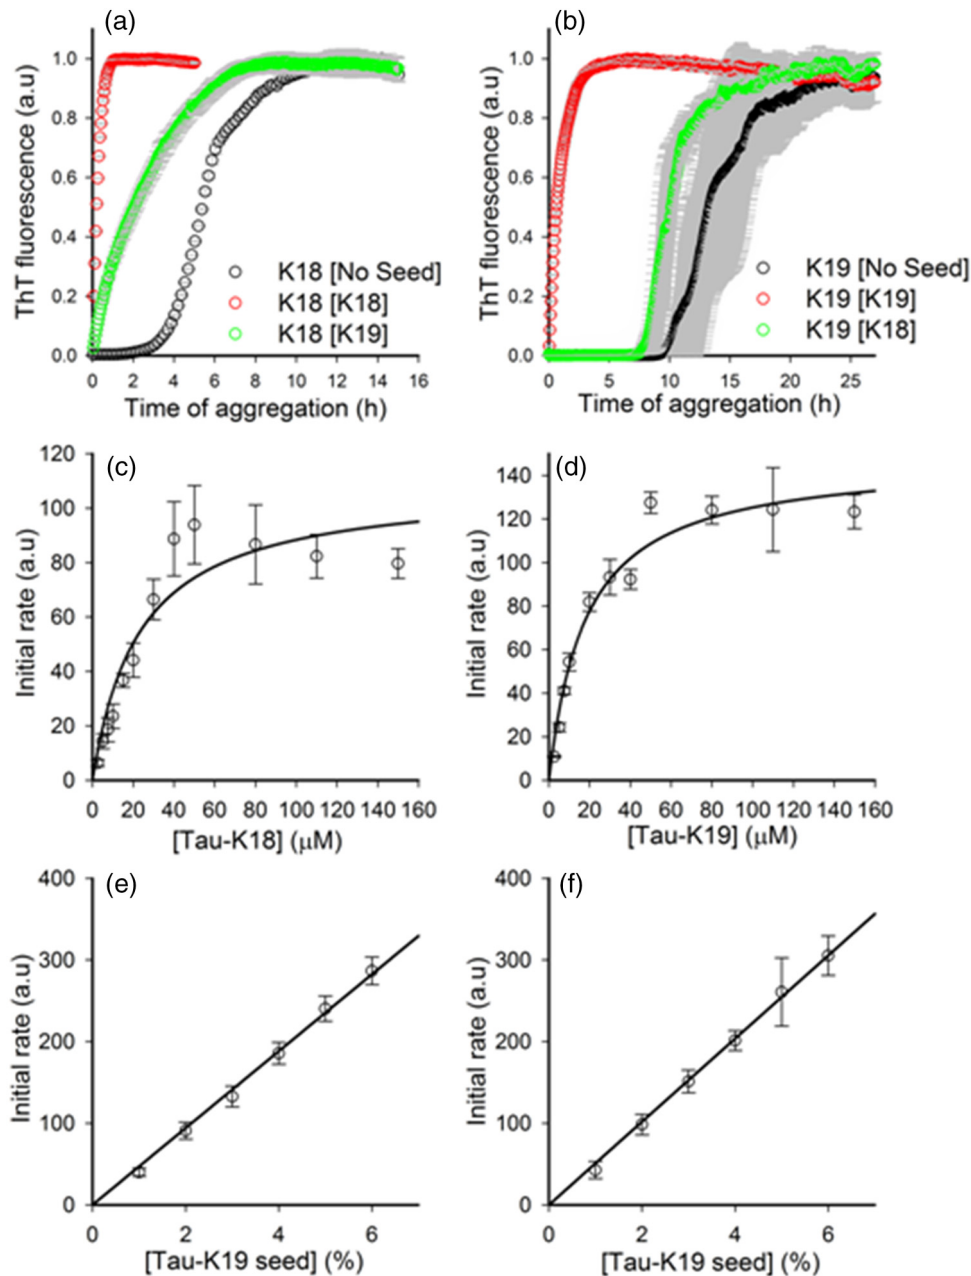 (a)
ThT fluorescence (a.u)
1.0
0.8
0.6
0.4
0.2
0.0
K18 [No Seed]
K18 [K18]
K18 [K19]
0 2 4 6 8 10 12 14 16
Time of aggregation (h)
(b)
ThT fluorescence (a.u)
1.0
0.8
0.6
0.4
0.2
0.0
K19 [No Seed]
K19 [K19]
K19 [K18]
0 5 10 15 20 25
Time of aggregation (h)
(c)
Initial rate (a.u)
120
100
80
60
40
20
0
0 20 40 60 80 100 120 140 160
[Tau-K18] (μM)
(d)
Initial rate (a.u)
140
120
100
80
60
40
20
0
0 20 40 60 80 100 120 140 160
[Tau-K19] (μM)
(e)
Initial rate (a.u)
400
300
200
100
0
0 2 4 6
[Tau-K19 seed] (%)
(f)
Initial rate (a.u)
400
300
200
100
0
0 2 4 6
[Tau-K19 seed] (%)